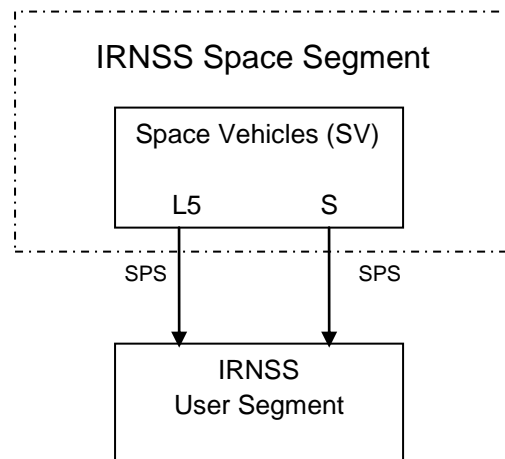 IRNSS Space Segment
Space Vehicles (SV)
L5 S
SPS SPS
IRNSS
User Segment